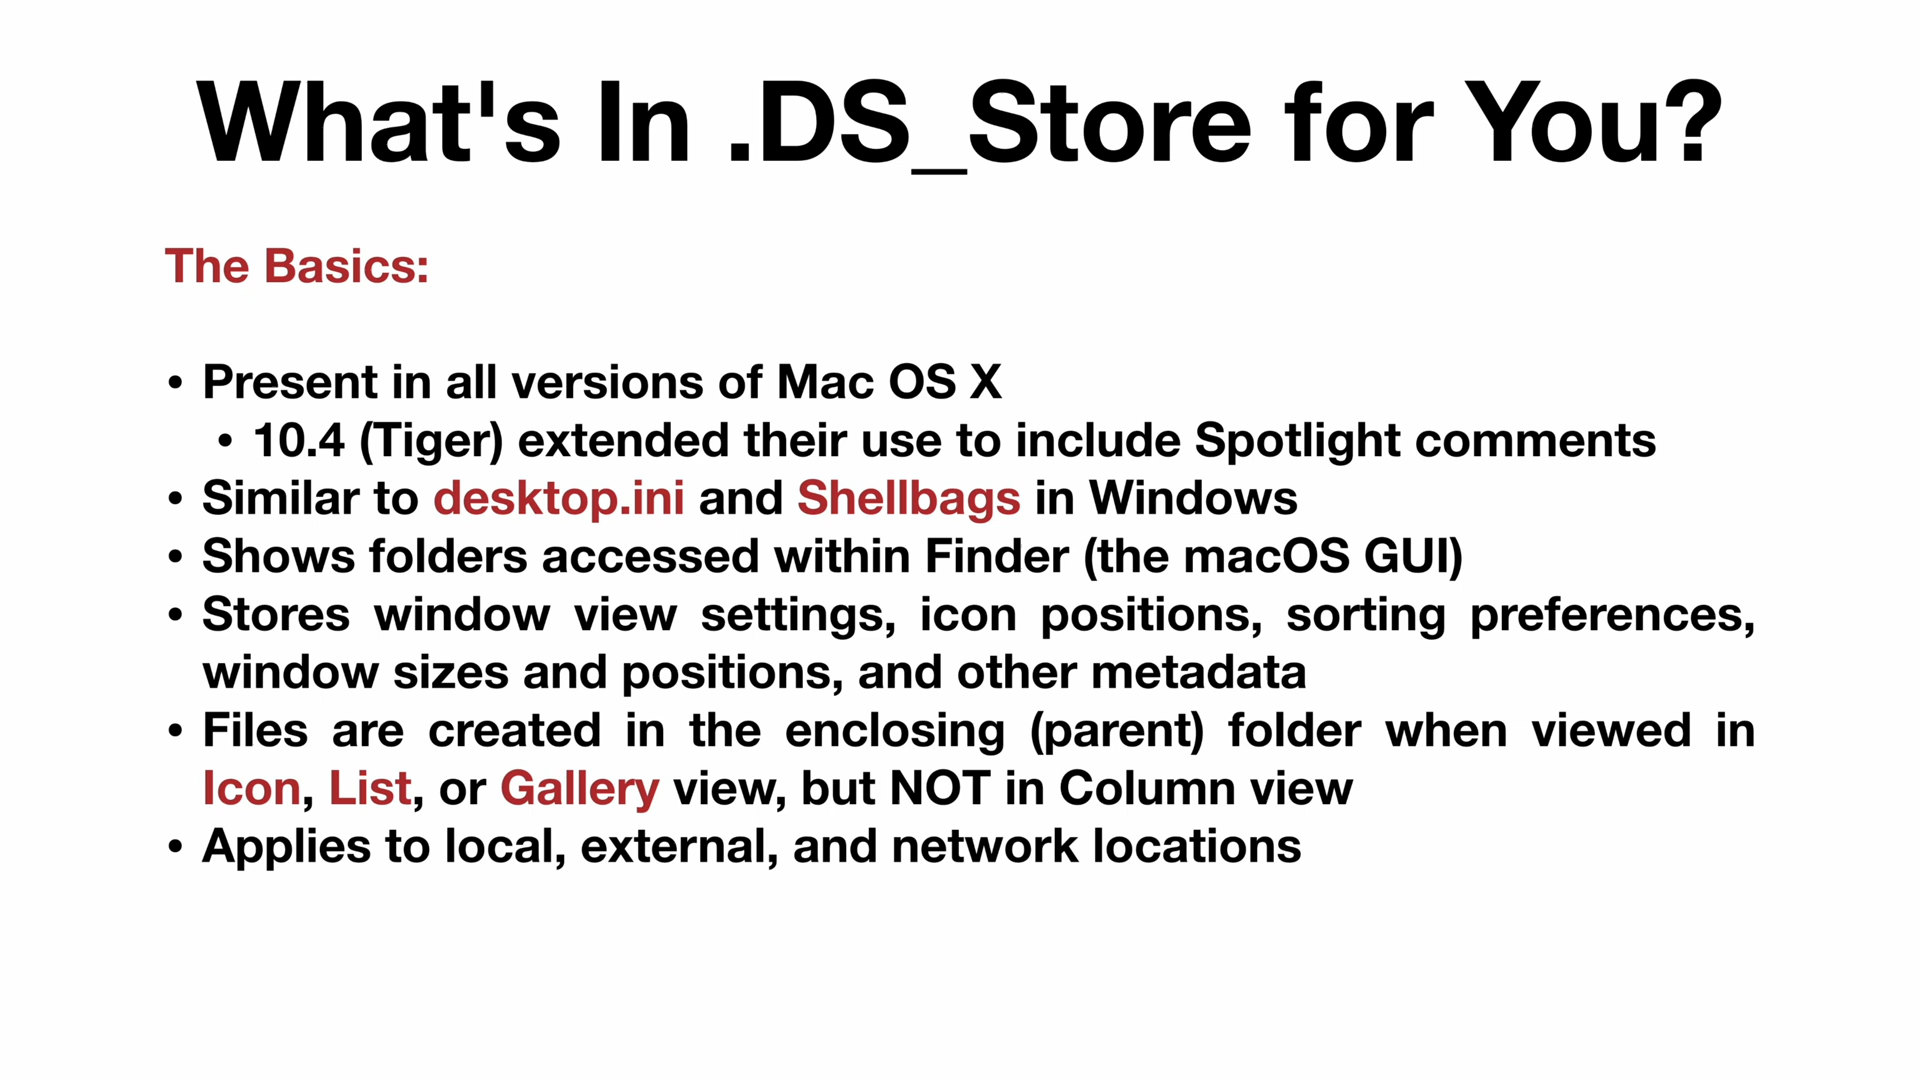 What's In .DS_Store for You?
The Basics:
• Present in all versions of Mac OS X
• 10.4 (Tiger) extended their use to include Spotlight comments
• Similar to desktop.ini and Shellbags in Windows
• Shows folders accessed within Finder (the macOS GUI)
• Stores window view settings, icon positions, sorting preferences,
window sizes and positions, and other metadata
• Files are created in the enclosing (parent) folder when viewed in
Icon, List, or Gallery view, but NOT in Column view
• Applies to local, external, and network locations